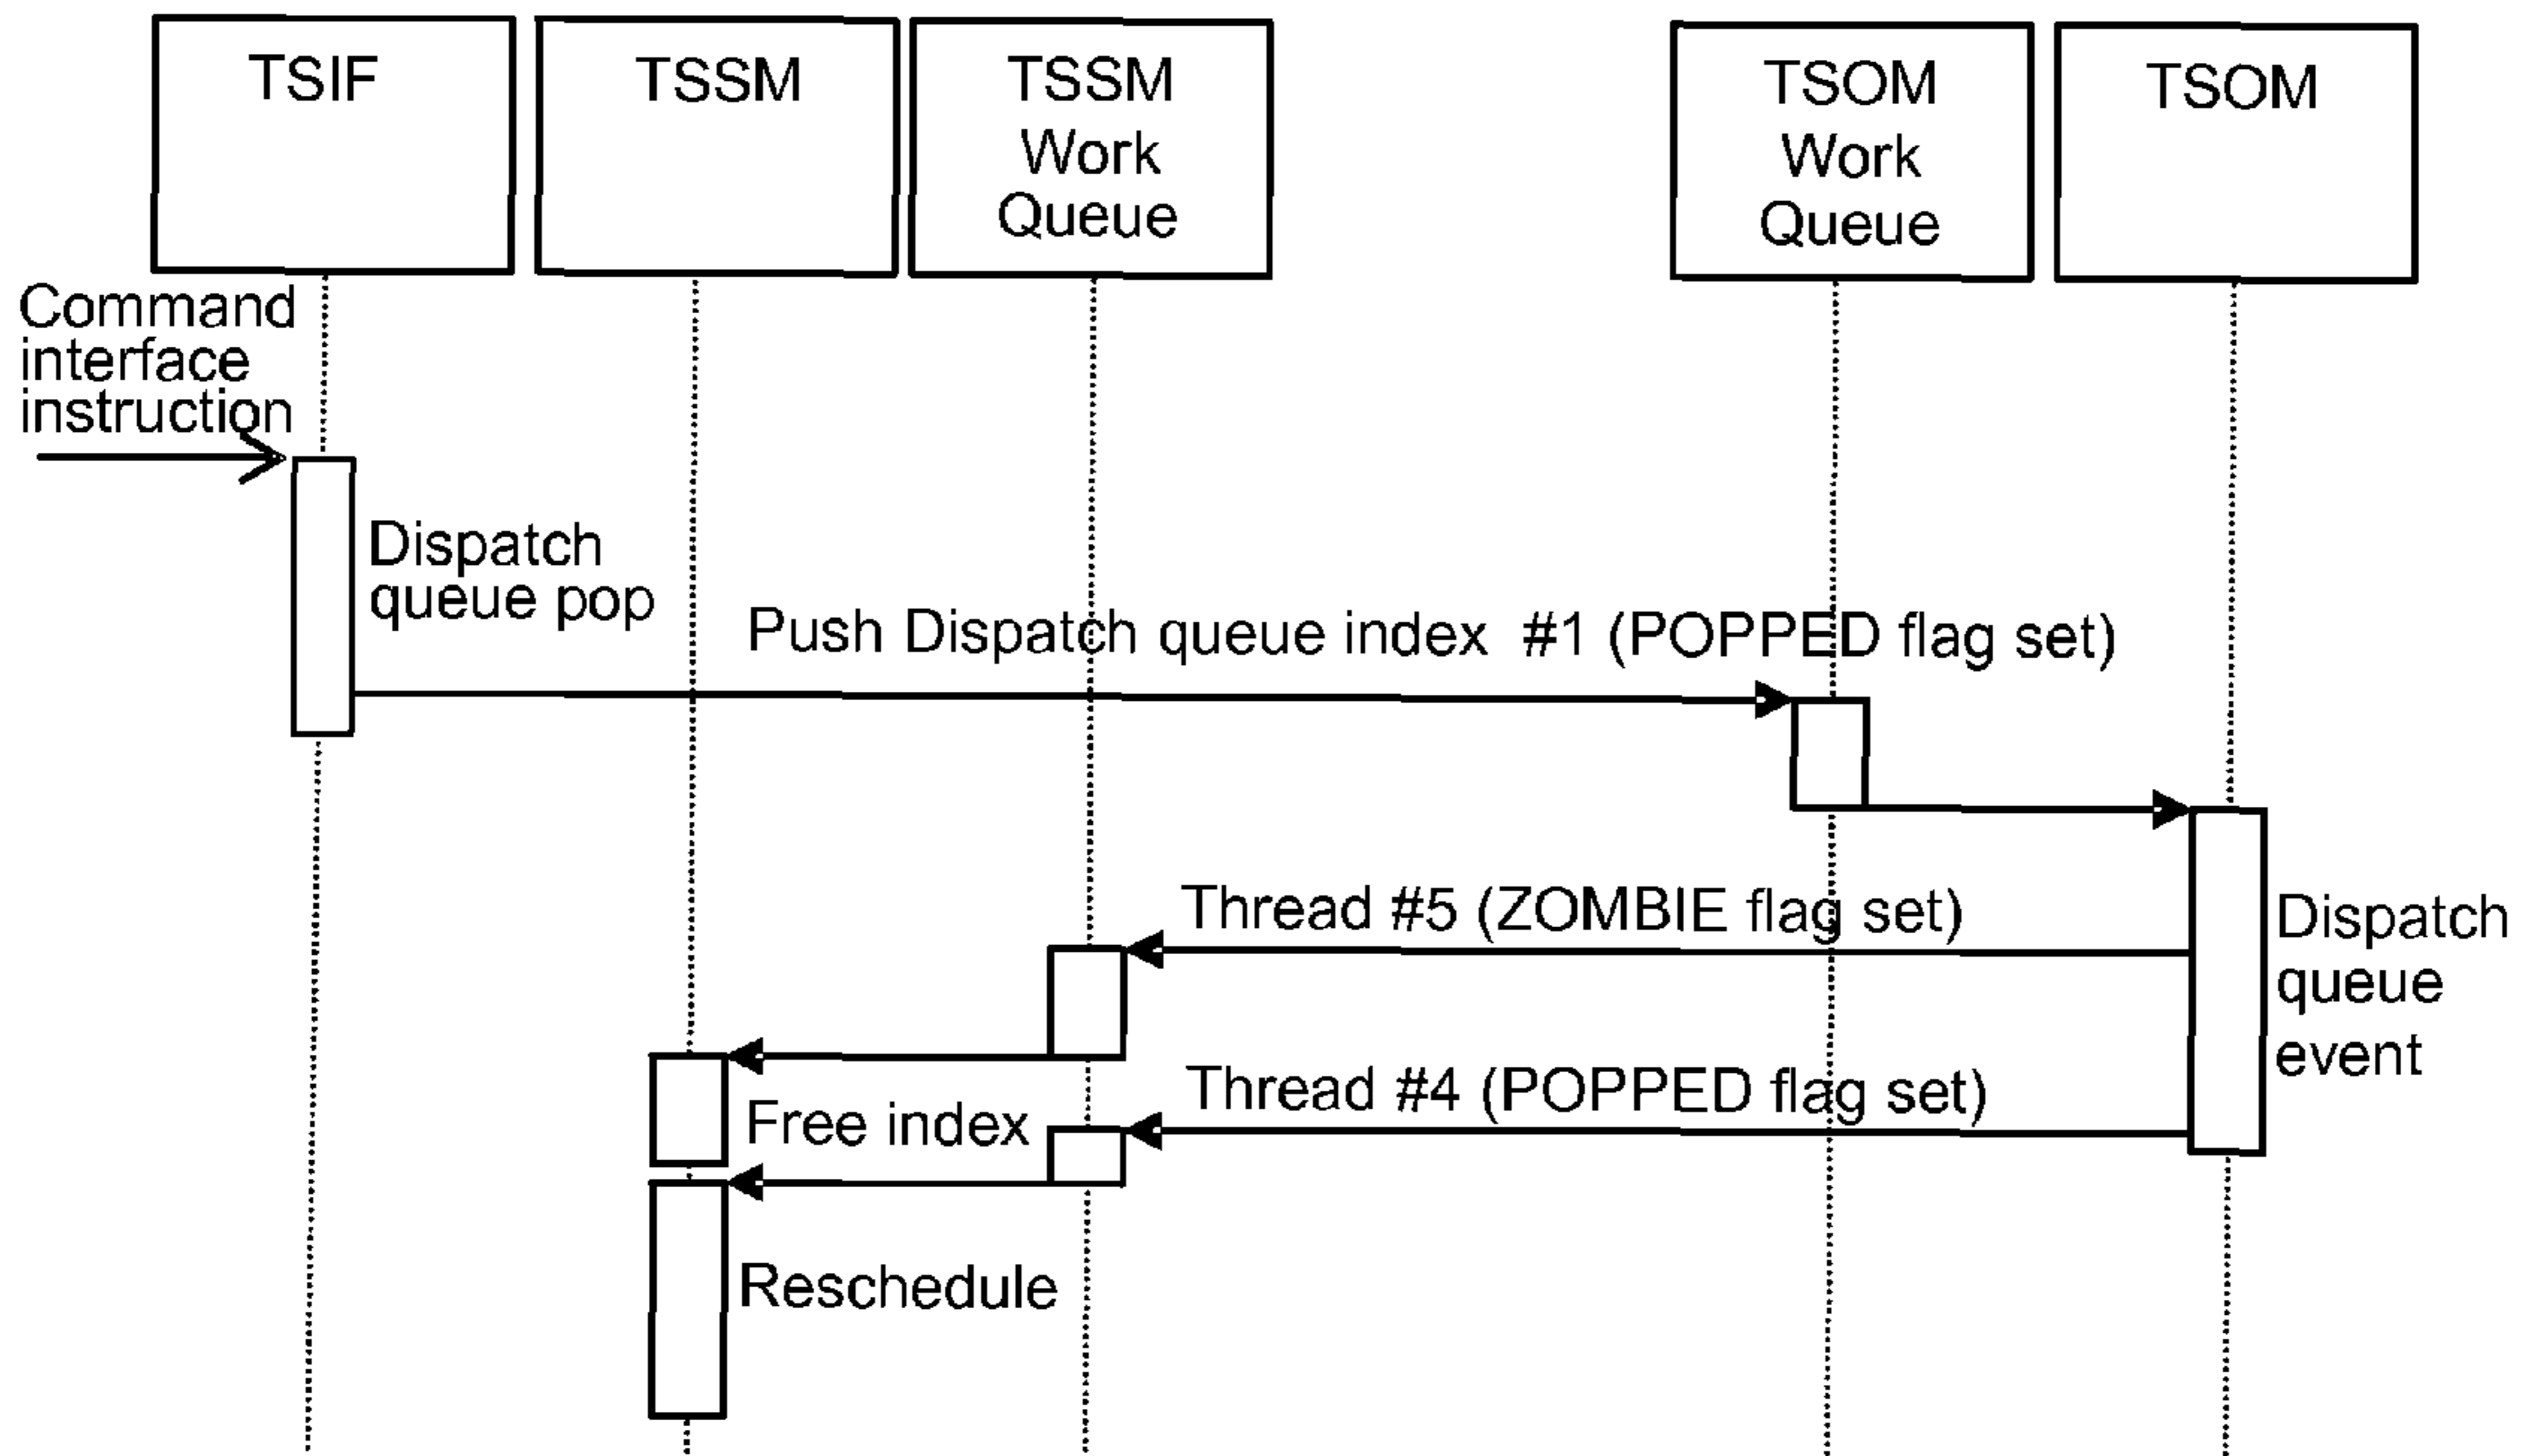 TSIF
TSSM
TSSM
Work
Queue
TSOM
Work
Queue
TSOM
Command
interface
instruction
Dispatch
queue pop
Push Dispatch queue index #1 (POPPED flag set)
Thread #5 (ZOMBIE flag set)
Dispatch
queue
event
Thread #4 (POPPED flag set)
Free index
Reschedule